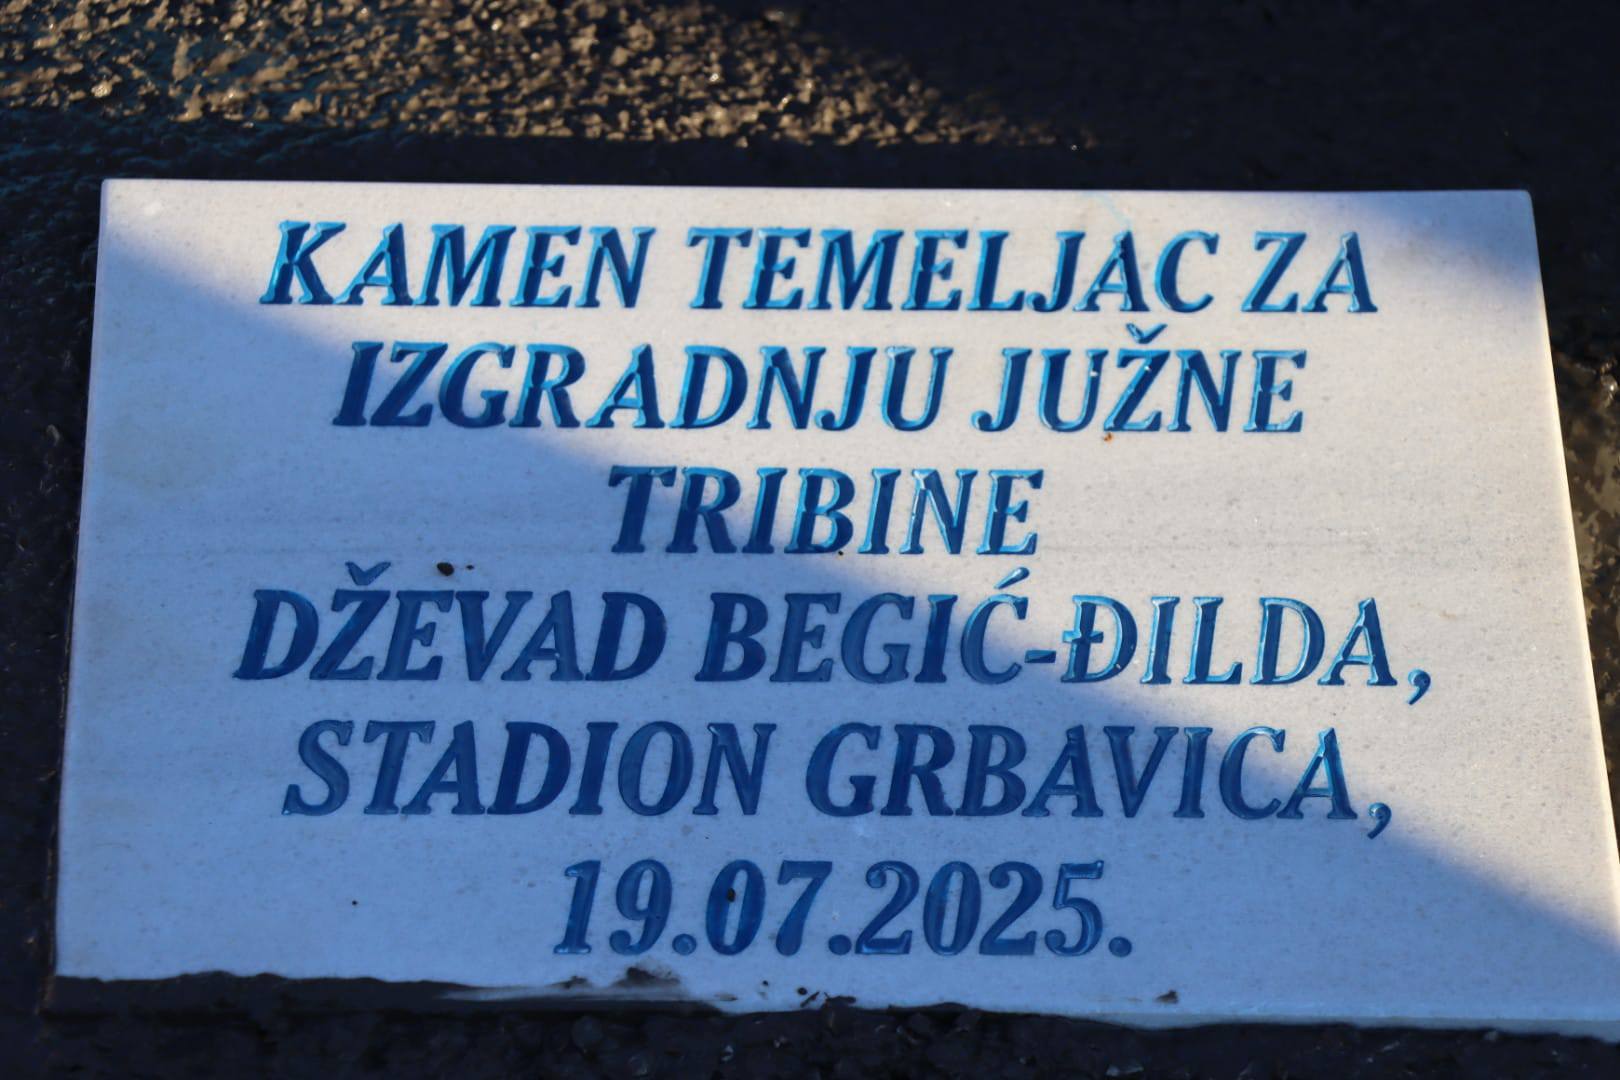 KAMEN TEMELJAC ZA
IZGRADNJU JUŽNE
TRIBINE
DŽEVAD BEGIĆ-ĐILDA,
STADION GRBAVICA,
19.07.2025.